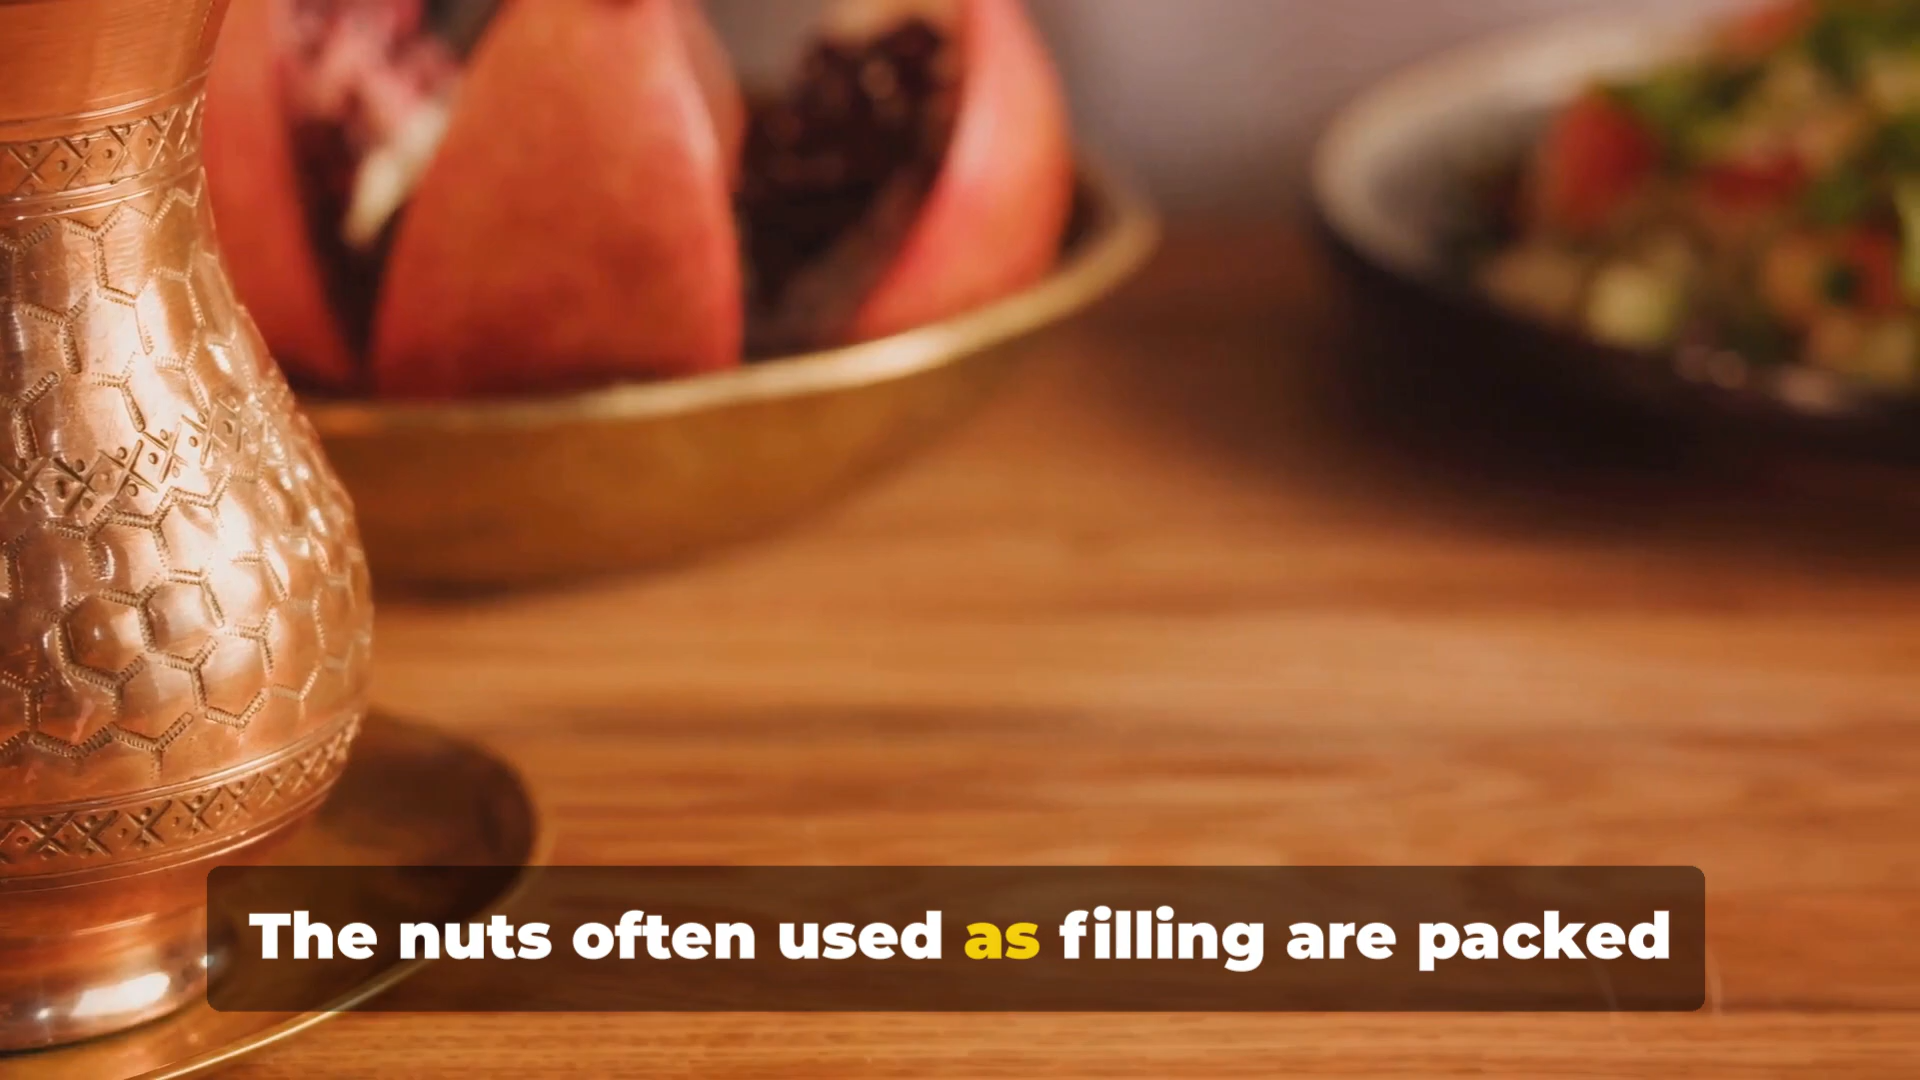 The nuts often used as filling are packed